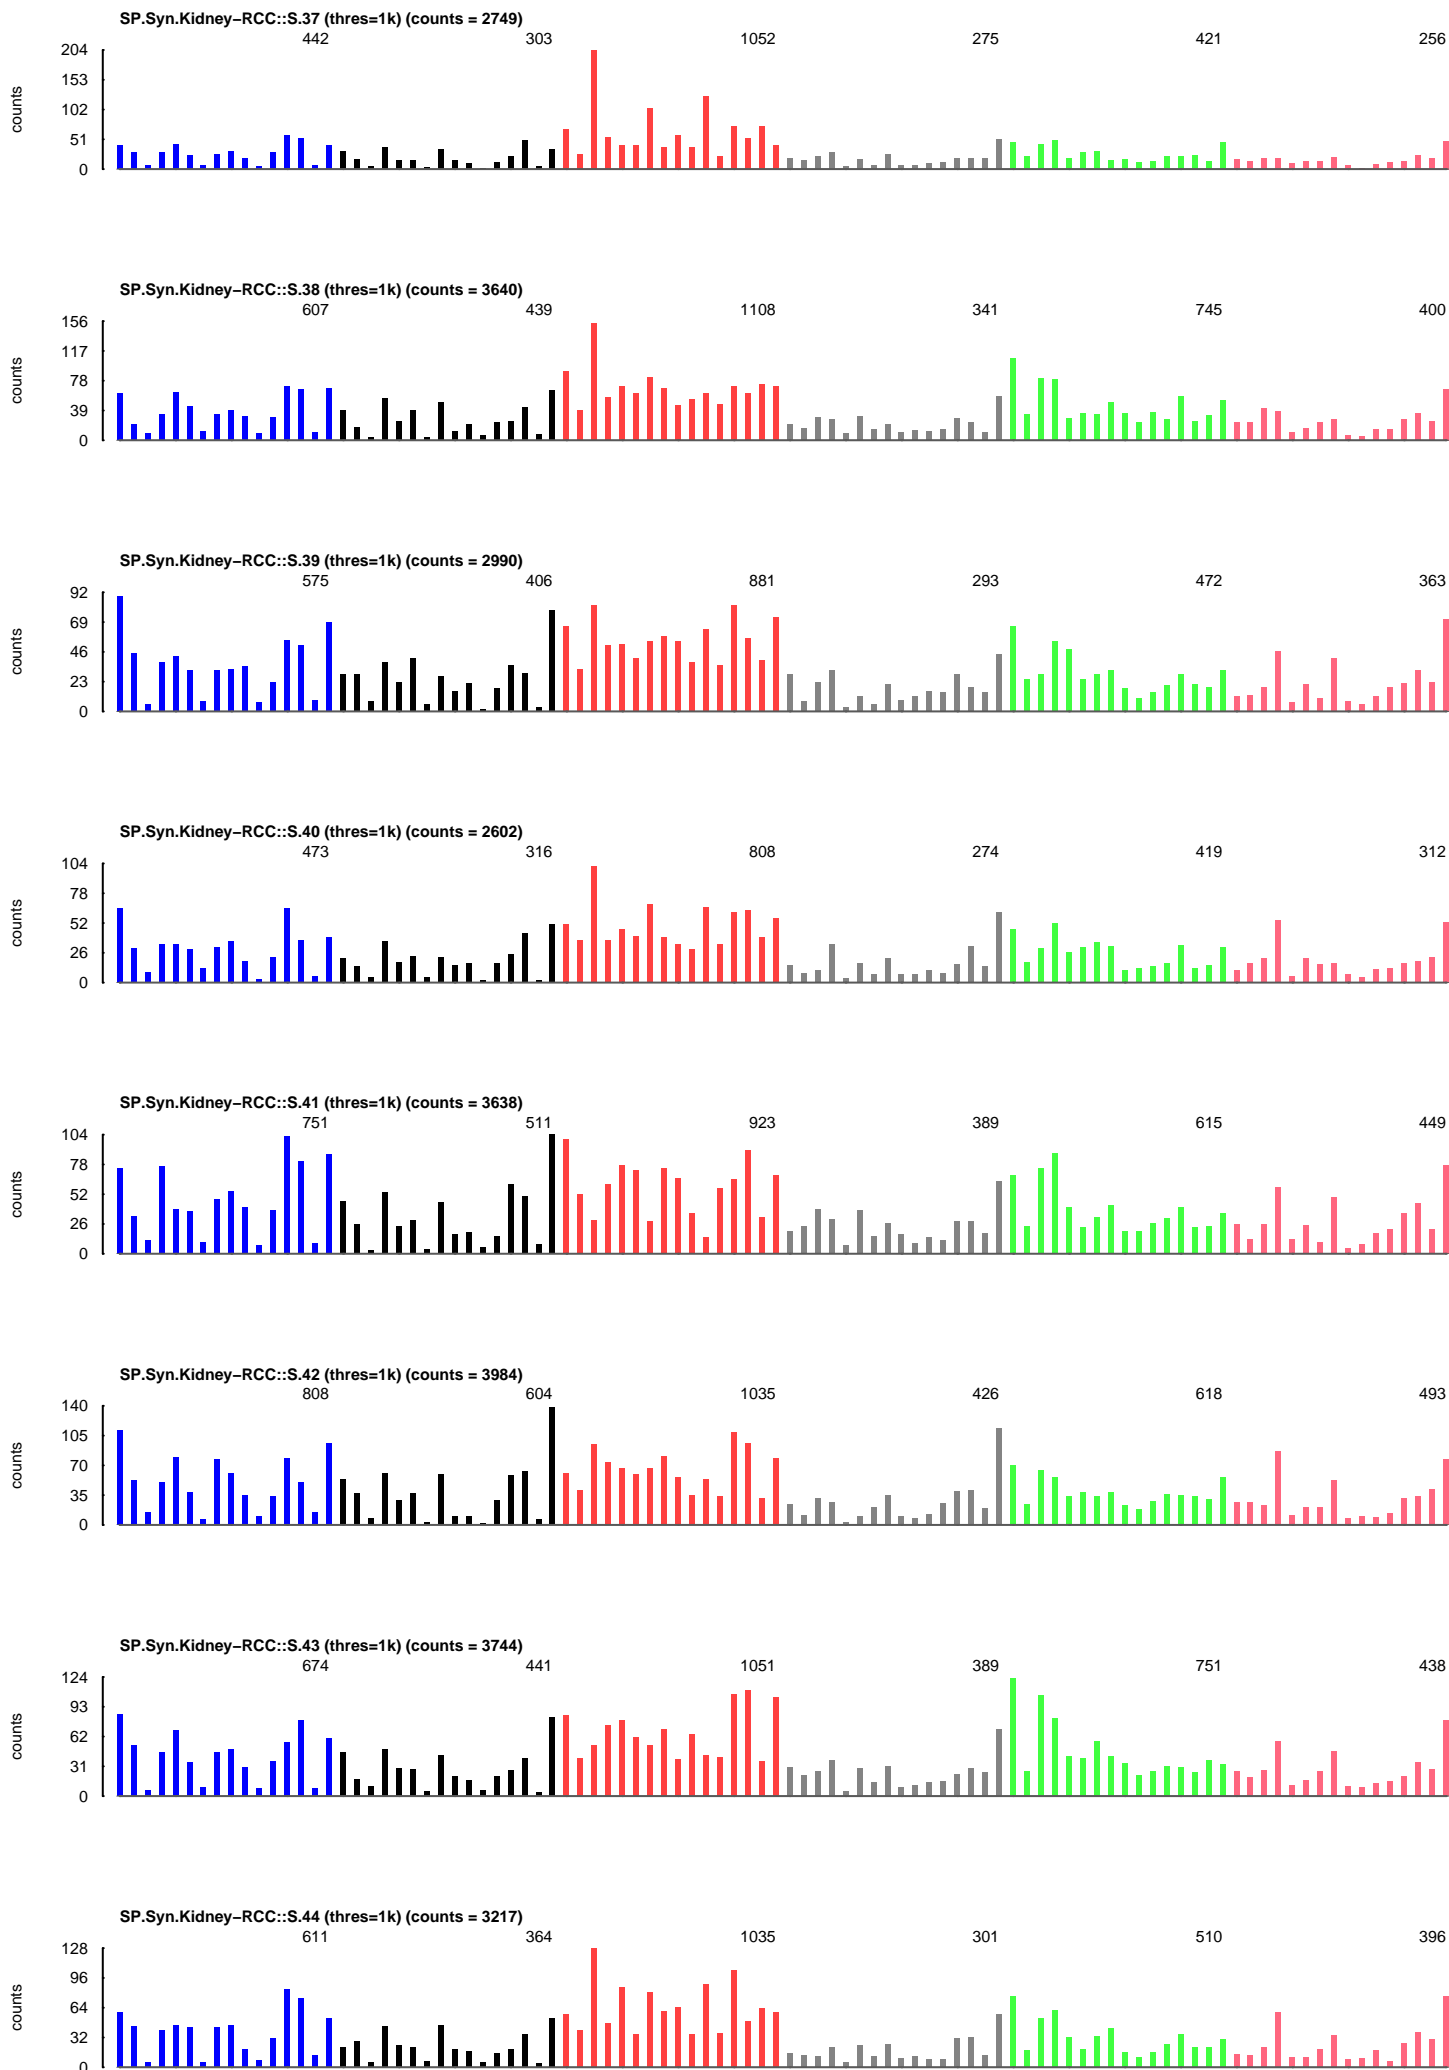 SP.Syn.Kidney−RCC::S.37 (thres=1k) (counts = 2749)
442 303 1052 275 421 256
204
153
102
51
0
counts
SP.Syn.Kidney−RCC::S.38 (thres=1k) (counts = 3640)
607 439 1108 341 745 400
156
117
78
39
0
counts
SP.Syn.Kidney−RCC::S.39 (thres=1k) (counts = 2990)
575 406 881 293 472 363
92
69
46
23
0
counts
SP.Syn.Kidney−RCC::S.40 (thres=1k) (counts = 2602)
473 316 808 274 419 312
104
78
52
26
0
counts
SP.Syn.Kidney−RCC::S.41 (thres=1k) (counts = 3638)
751 511 923 389 615 449
104
78
52
26
0
counts
SP.Syn.Kidney−RCC::S.42 (thres=1k) (counts = 3984)
808 604 1035 426 618 493
140
105
70
35
0
counts
SP.Syn.Kidney−RCC::S.43 (thres=1k) (counts = 3744)
674 441 1051 389 751 438
124
93
62
31
0
counts
SP.Syn.Kidney−RCC::S.44 (thres=1k) (counts = 3217)
611 364 1035 301 510 396
128
96
64
32
0
counts